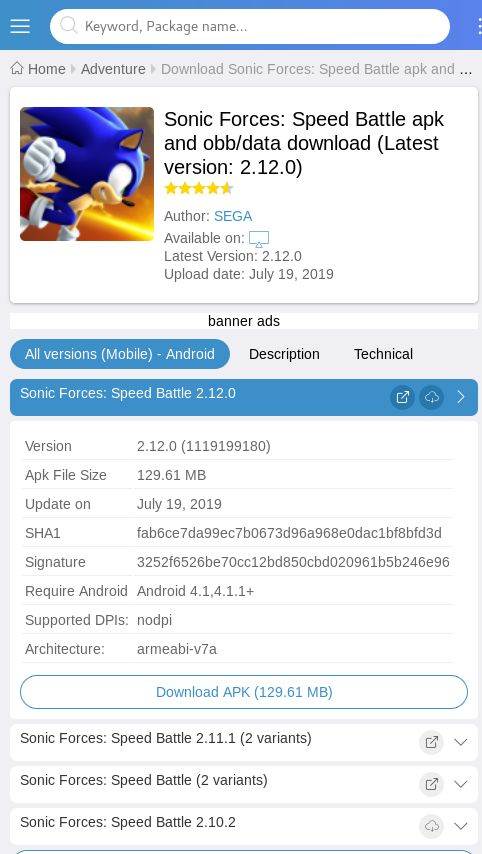 Keyword, Package name...
Home Adventure Download Sonic Forces: Speed Battle apk and ...
Sonic Forces: Speed Battle apk
and obb/data download (Latest
version: 2.12.0)
Author: SEGA
Available on:
Latest Version: 2.12.0
Upload date: July 19, 2019
banner ads
All versions (Mobile) - Android Description Technical
Sonic Forces: Speed Battle 2.12.0
Version 2.12.0 (1119199180)
Apk File Size 129.61 MB
Update on July 19, 2019
SHA1 fab6ce7da99ec7b0673d96a968e0dac1bf8bfd3d
Signature 3252f6526be70cc12bd850cbd020961b5b246e96
Require Android Android 4.1,4.1.1+
Supported DPIs: nodpi
Architecture: armeabi-v7a
Download APK (129.61 MB)
Sonic Forces: Speed Battle 2.11.1 (2 variants)
Sonic Forces: Speed Battle (2 variants)
Sonic Forces: Speed Battle 2.10.2